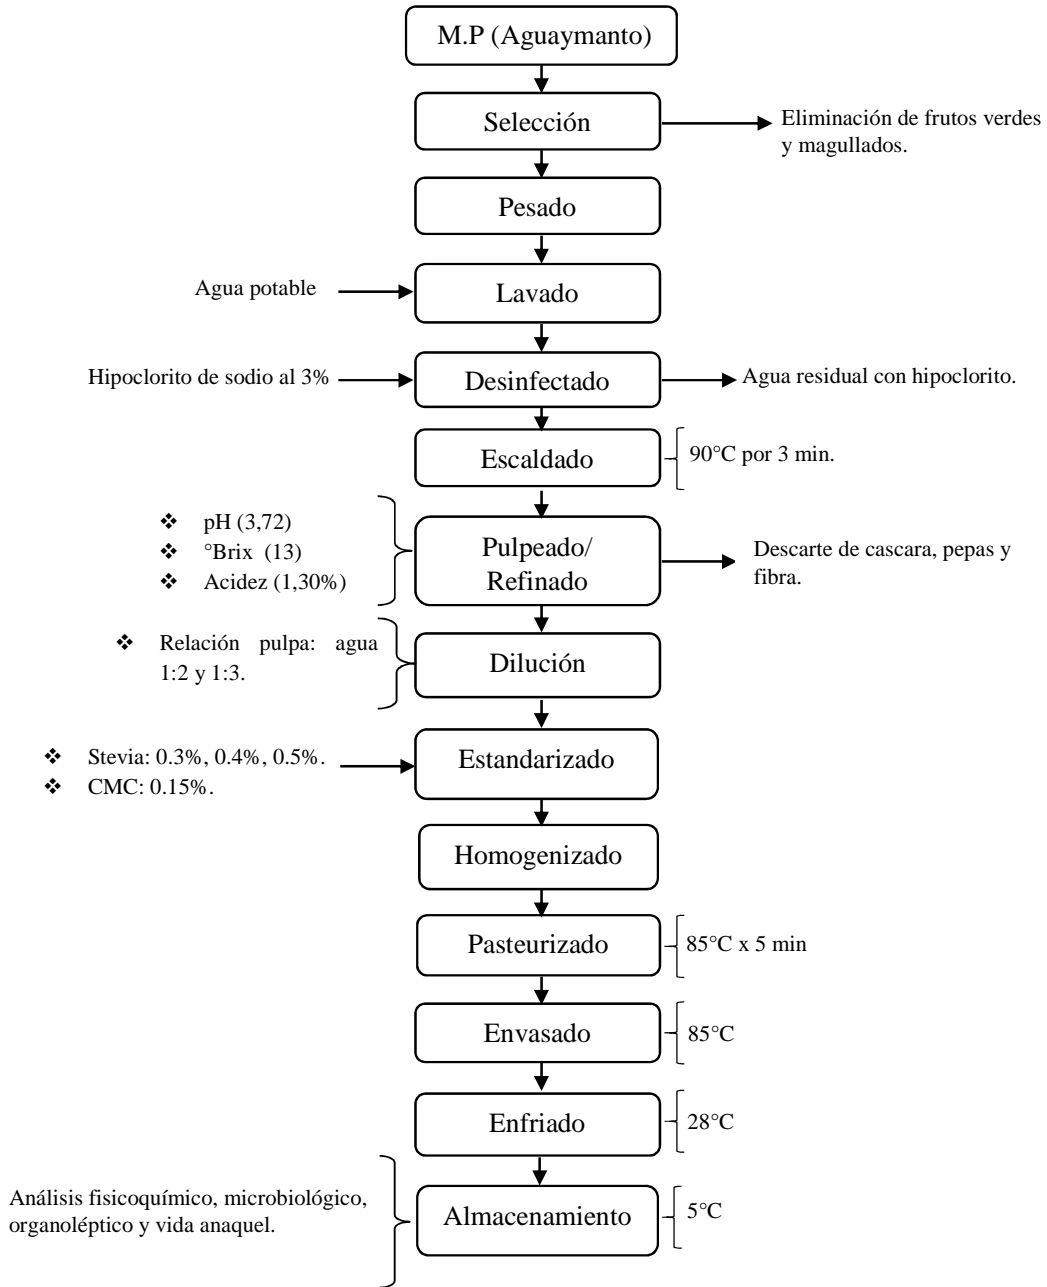 M.P (Aguaymanto)
Selección
Eliminación de frutos verdes
y magullados.
Pesado
Agua potable
Lavado
Hipoclorito de sodio al 3%
Desinfectado
Agua residual con hipoclorito.
Escaldado
90°C por 3 min.
❖ pH (3,72)
❖ °Brix (13)
❖ Acidez (1,30%)
Pulpeado/
Refinado
Descarte de cascara, pepas y
fibra.
❖ Relación pulpa: agua
1:2 y 1:3.
Dilución
❖ Stevia: 0.3%, 0.4%, 0.5%.
❖ CMC: 0.15%.
Estandarizado
Homogenizado
Pasteurizado
85°C x 5 min
Envasado
85°C
Enfriado
28°C
Análisis fisicoquímico, microbiológico,
organoléptico y vida anaquel.
Almacenamiento
5°C